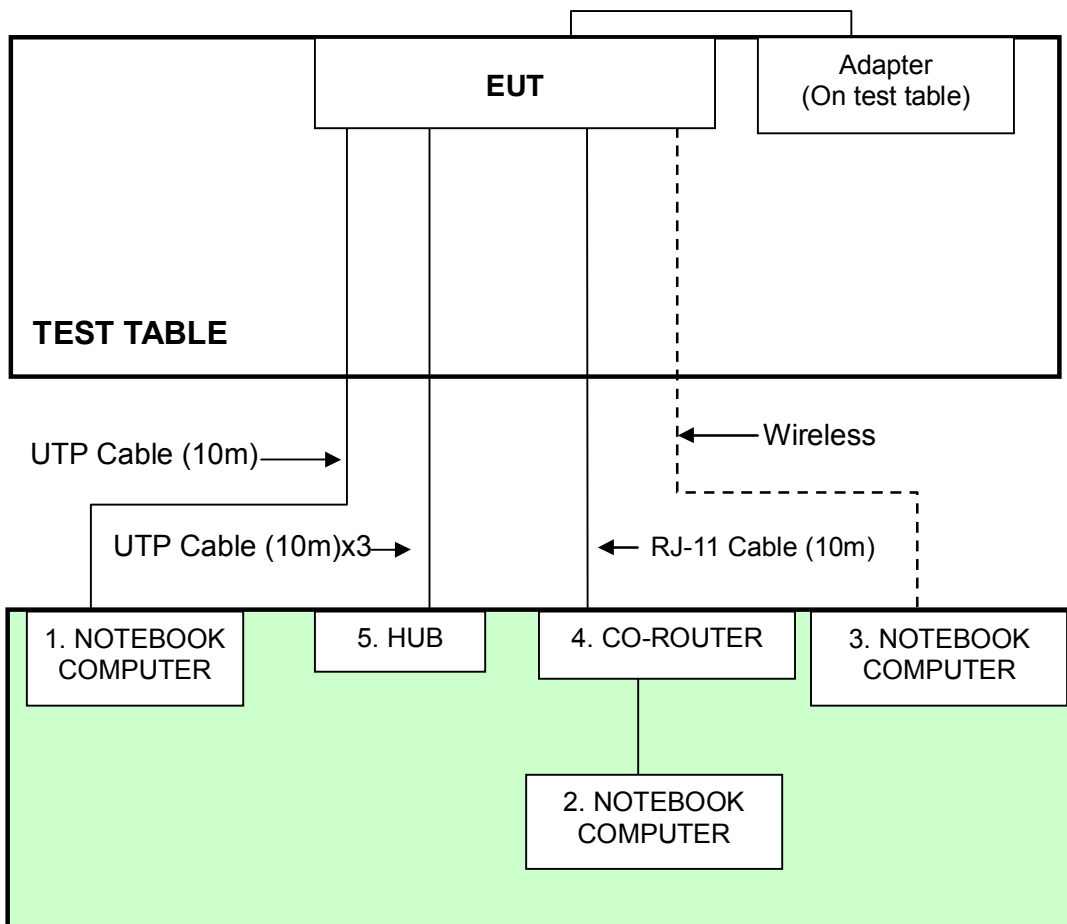 EUT
Adapter
(On test table)
TEST TABLE
UTP Cable (10m)
Wireless
UTP Cable (10m)x3
RJ-11 Cable (10m)
1. NOTEBOOK
COMPUTER
5. HUB
4. CO-ROUTER
3. NOTEBOOK
COMPUTER
2. NOTEBOOK
COMPUTER